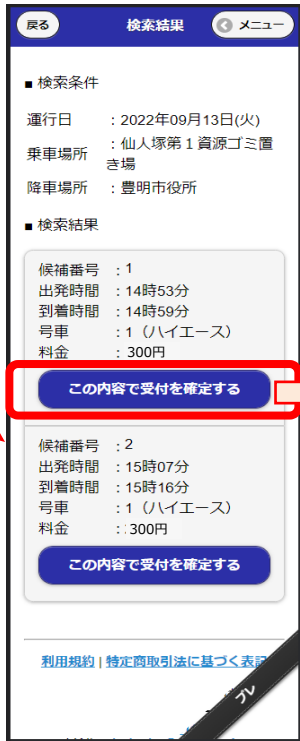 戻る
検索結果
メニュー
■ 検索条件
運行日 :2022年09月13日(火)
乗車場所 :仙人塚第1資源ゴミ置
き場
降車場所 :豊明市役所
■ 検索結果
候補番号 :1
出発時間 :14時53分
到着時間 :14時59分
号車 :1(ハイエース)
料金 :300円
この内容で受付を確定する
候補番号 :2
出発時間 :15時07分
到着時間 :15時16分
号車 :1(ハイエース)
料金 :300円
この内容で受付を確定する
利用規約 | 特定商取引法に基づく表記
プレ